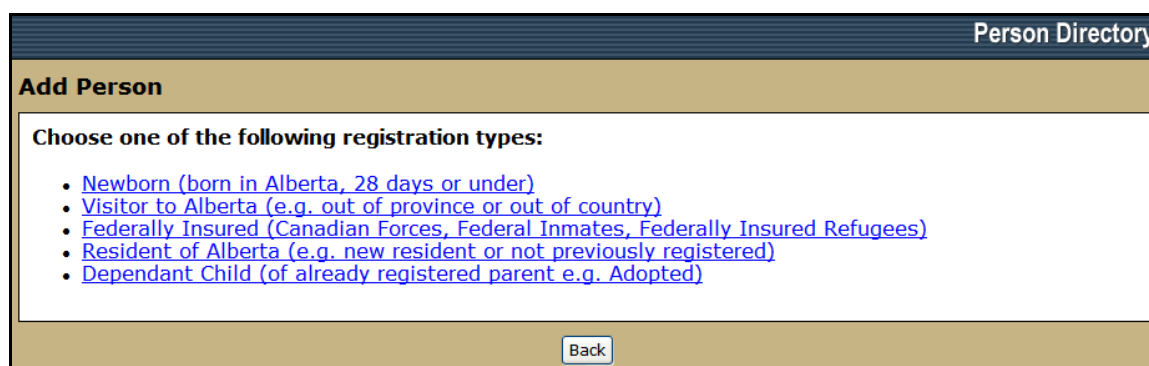 Person Directory
Add Person
Choose one of the following registration types:
Newborn (born in Alberta, 28 days or under)
Visitor to Alberta (e.g. out of province or out of country)
Federally Insured (Canadian Forces, Federal Inmates, Federally Insured Refugees)
Resident of Alberta (e.g. new resident or not previously registered)
Dependant Child (of already registered parent e.g. Adopted)
Back